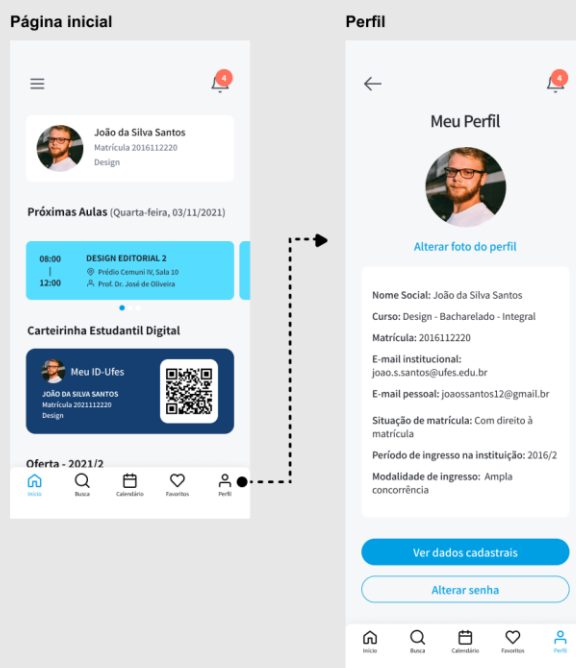 Página inicial
4
João da Silva Santos
Matrícula 2016112220
Design
Próximas Aulas (Quarta-feira, 03/11/2021)
08:00
|
12:00
DESIGN EDITORIAL 2
Prédio Cemuni IV, Sala 10
Prof. Dr. José de Oliveira
Carteirinha Estudantil Digital
Meu ID-Ufes
JOÃO DA SILVA SANTOS
Matrícula 2021112220
Design
Oferta - 2021/2
Início
Busca
Calendário
Favoritos
Perfil
Perfil
4
Meu Perfil
Alterar foto do perfil
Nome Social: João da Silva Santos
Curso: Design - Bacharelado - Integral
Matrícula: 2016112220
E-mail institucional:
joao.s.santos@ufes.edu.br
E-mail pessoal: joaossantos12@gmail.br
Situação de matrícula: Com direito à
matrícula
Período de ingresso na instituição: 2016/2
Modalidade de ingresso: Ampla
concorrência
Ver dados cadastrais
Alterar senha
Início
Busca
Calendário
Favoritos
Perfil